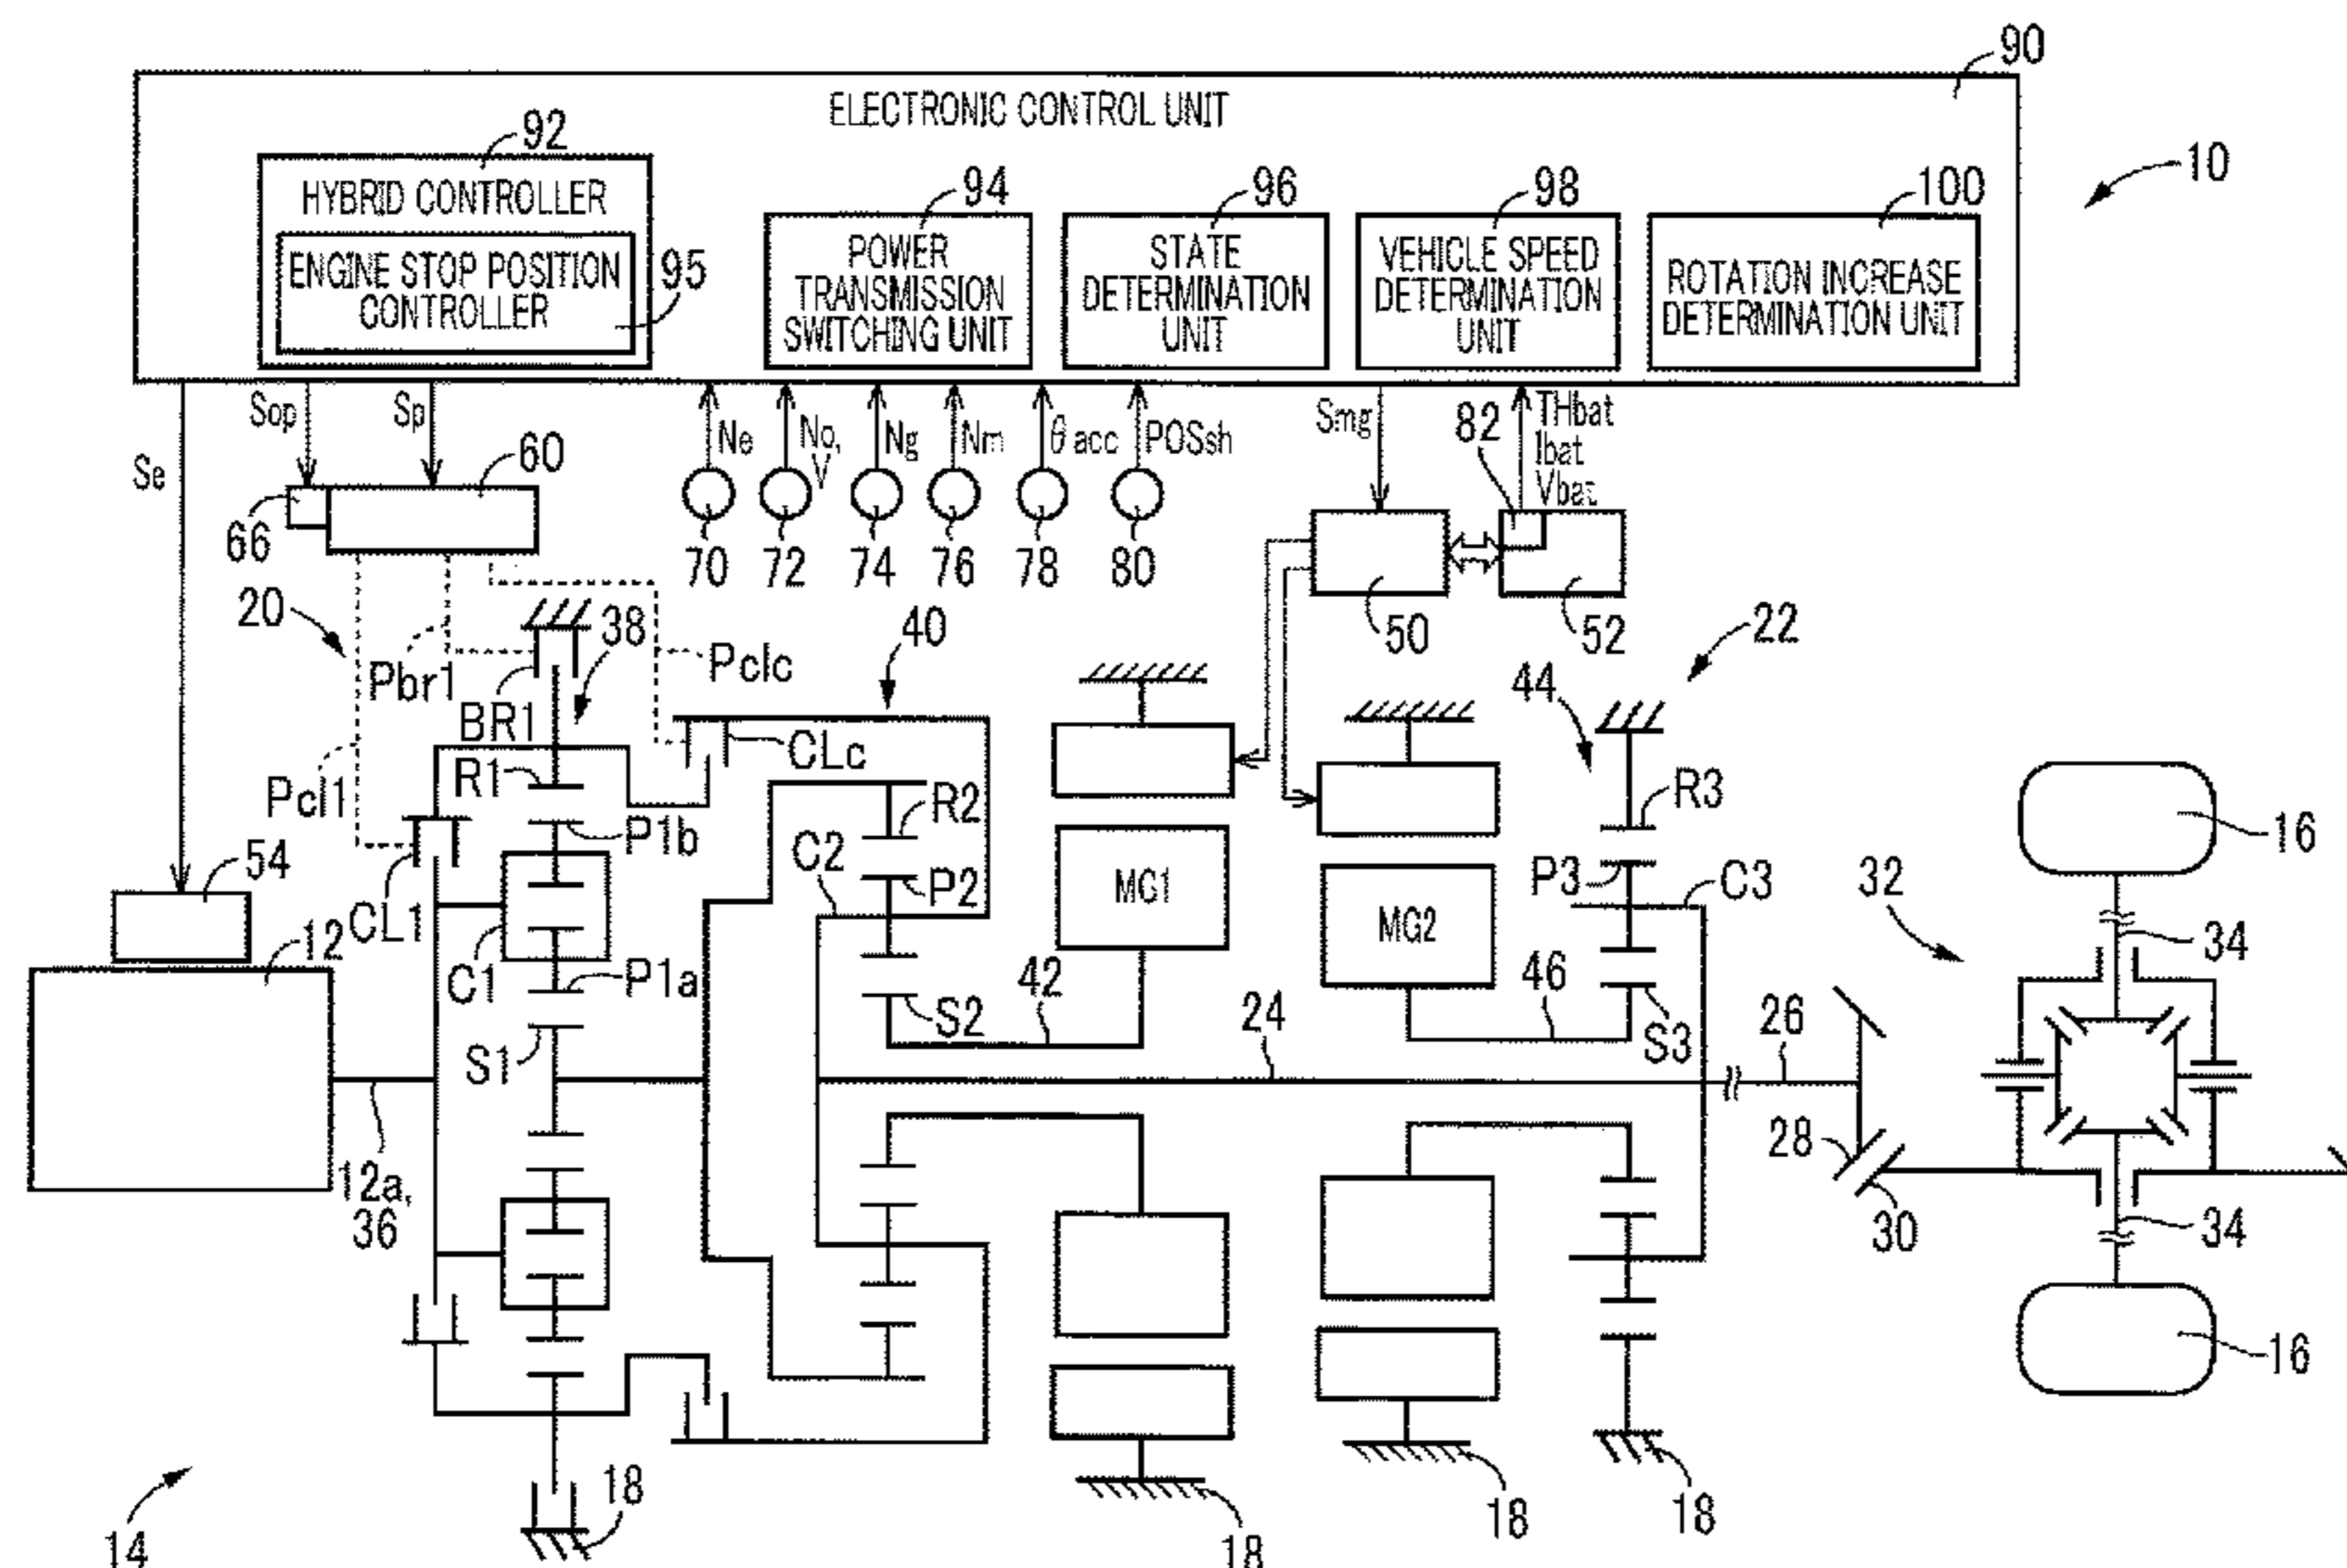 90
ELECTRONIC CONTROL UNIT
10
92
HYBRID CONTROLLER
ENGINE STOP POSITION
CONTROLLER
95
94
POWER
TRANSMISSION
SWITCHING UNIT
96
STATE
DETERMINATION
UNIT
98
VEHICLE SPEED
DETERMINATION
UNIT
100
ROTATION INCREASE
DETERMINATION UNIT
Se
Sop
Sp
60
66
Ne
No,
V
Ng
Nm
θacc
POSsh
70
72
74
76
78
80
Smg
82
THbat
Ibat
Vbat
50
52
20
Pbr1
38
Pclc
40
22
44
BR1
CLc
Pcl1
R1
P1b
R2
R3
C2
P2
MG1
P3
C3
MG2
16
32
54
CL1
12
C1
P1a
S2
42
46
S3
34
S1
24
26
12a,
36
28
30
34
16
14
18
18
18
18